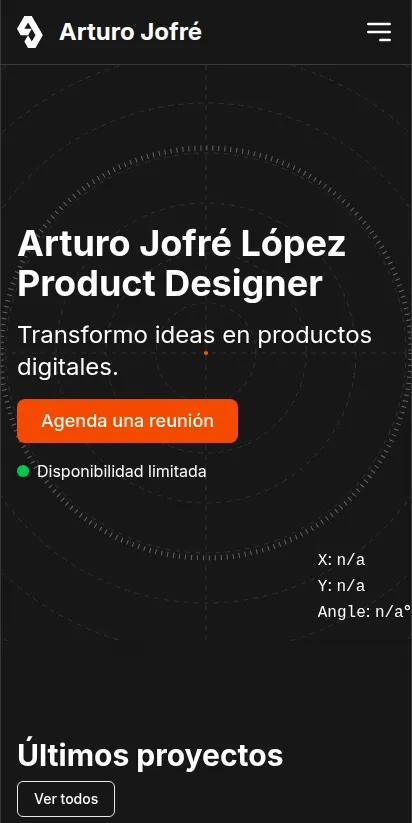 Arturo Jofré
Arturo Jofré López
Product Designer
Transformo ideas en productos
digitales.
Agenda una reunión
Disponibilidad limitada
X: n/a
Y: n/a
Angle: n/a°
Últimos proyectos
Ver todos